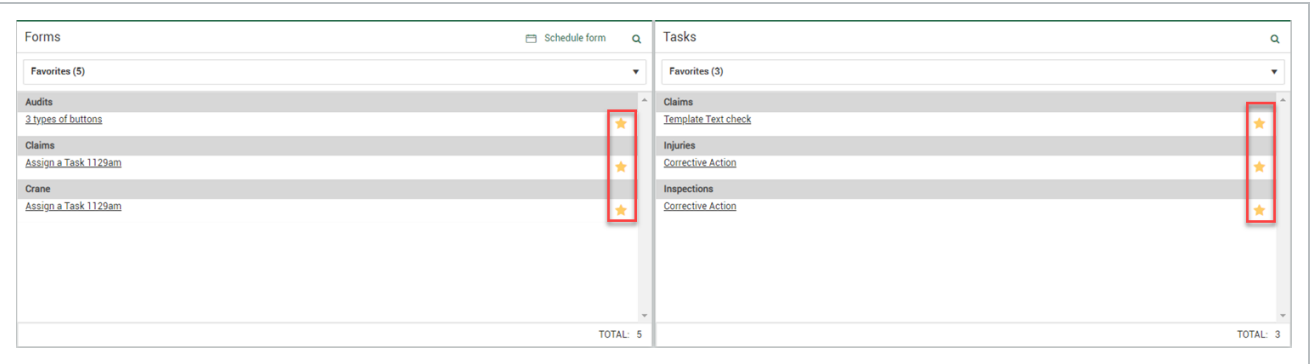 Forms
Schedule form
Favorites (5)
Audits
3 types of buttons
Claims
Assign a Task 1129am
Crane
Assign a Task 1129am
TOTAL: 5
Tasks
Favorites (3)
Claims
Template Text check
Injuries
Corrective Action
Inspections
Corrective Action
TOTAL: 3